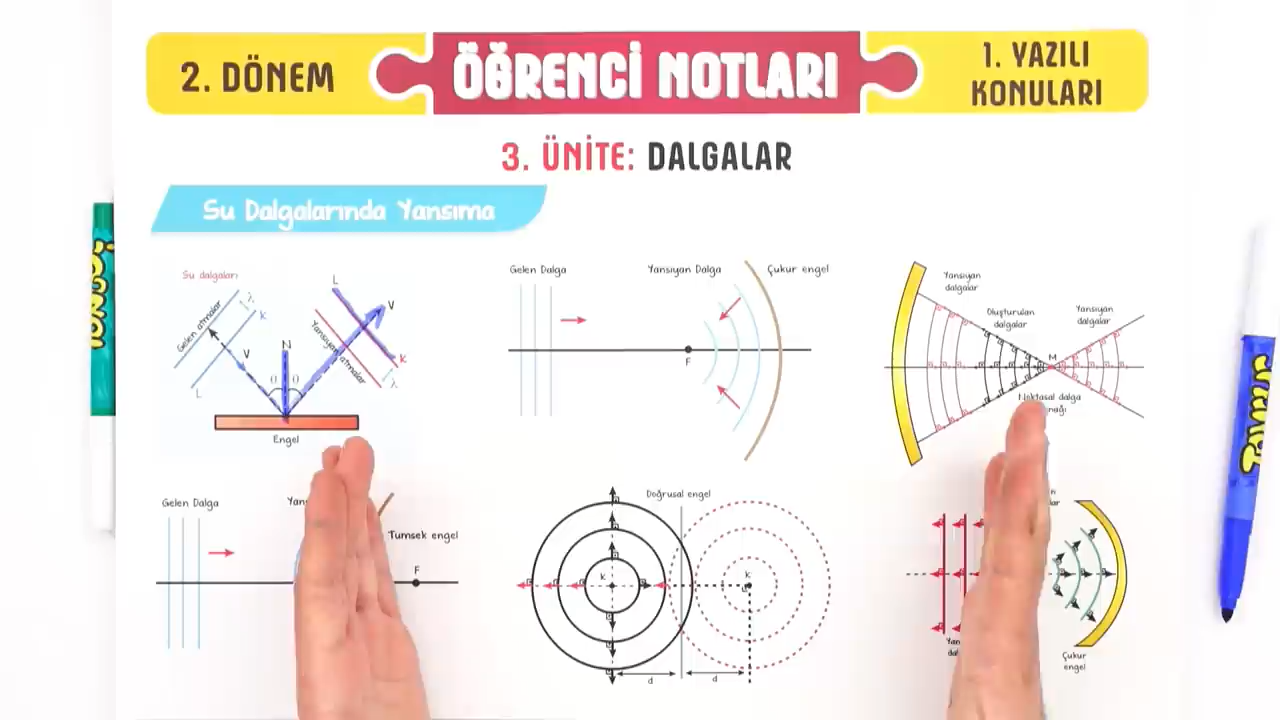 2. DÖNEM
ÖĞRENCİ NOTLARI
1. YAZILI
KONULARI
3. ÜNİTE: DALGALAR
Su Dalgalarında Yansıma
Su dalgaları
Gelen atmalar
λ
k
L
V
N
θ
θ
L
V
k
Yansıyan atmalar
λ
Engel
Gelen Dalga
Yansıyan Dalga
Çukur engel
F
Yansıyan
dalgalar
Oluşturulan
dalgalar
Yansıyan
dalgalar
M
Noktasal dalga
Gelen Dalga
Tümsek engel
F
Doğrusal engel
k
k
d
d
Çukur
engel